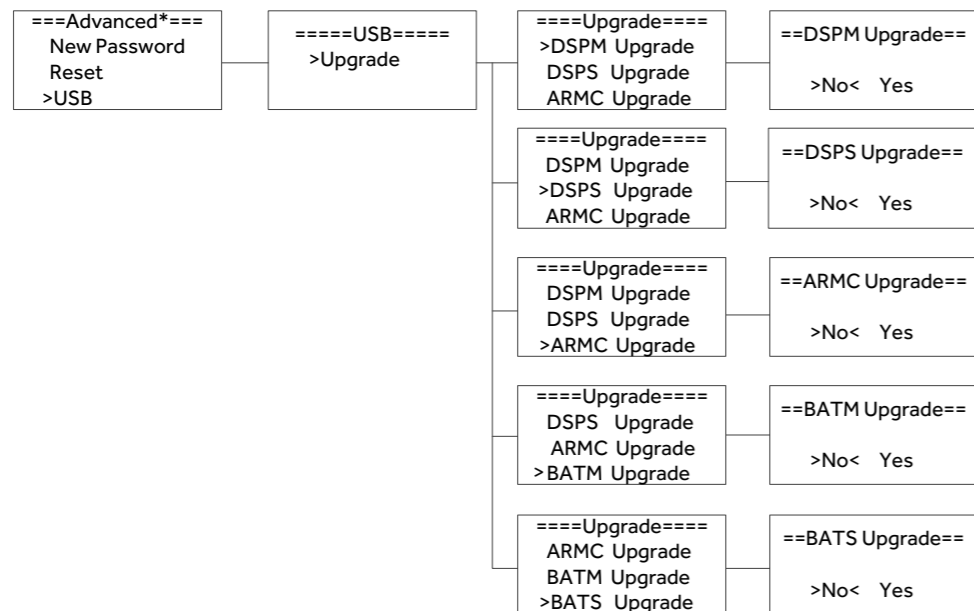 ===Advanced*===
New Password
Reset
>USB
=====USB=====
>Upgrade
====Upgrade====
>DSPM Upgrade
DSPS Upgrade
ARMC Upgrade
==DSPM Upgrade==
>No< Yes
====Upgrade====
DSPM Upgrade
>DSPS Upgrade
ARMC Upgrade
==DSPS Upgrade==
>No< Yes
====Upgrade====
DSPM Upgrade
DSPS Upgrade
>ARMC Upgrade
==ARMC Upgrade==
>No< Yes
====Upgrade====
DSPS Upgrade
ARMC Upgrade
>BATM Upgrade
==BATM Upgrade==
>No< Yes
====Upgrade====
ARMC Upgrade
BATM Upgrade
>BATS Upgrade
==BATS Upgrade==
>No< Yes